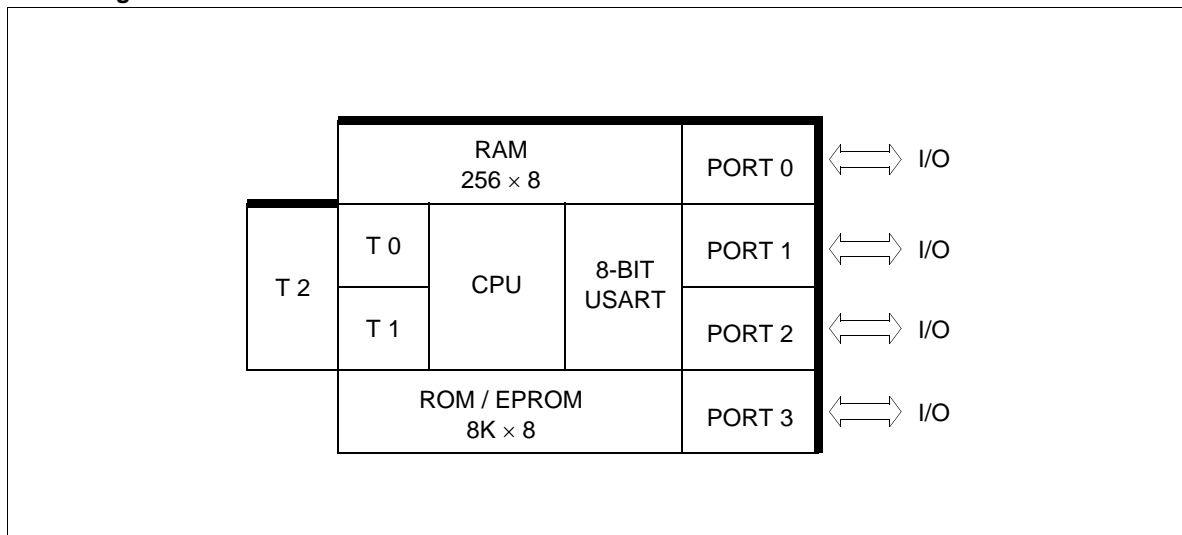 RAM
256 × 8
PORT 0
I/O
T 2
T 0
T 1
CPU
8-BIT
USART
PORT 1
I/O
PORT 2
I/O
ROM / EPROM
8K × 8
PORT 3
I/O